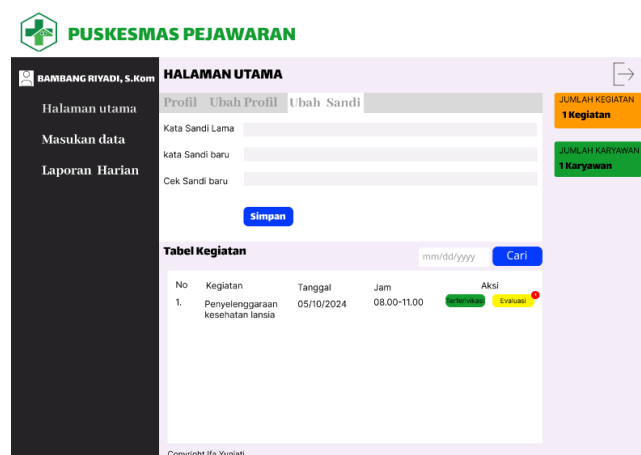 PUSKESMAS PEJAWARAN
BAMBANG RIYADI, S.Kom
Halaman utama
Masukan data
Laporan Harian
HALAMAN UTAMA
Profil Ubah Profil Ubah Sandi
Kata Sandi Lama
kata Sandi baru
Cek Sandi baru
Simpan
JUMLAH KEGIATAN
1 Kegiatan
JUMLAH KARYAWAN
1 Karyawan
Tabel Kegiatan
mm/dd/yyyy
Cari
No Kegiatan Tanggal Jam Aksi
1. Penyelenggaraan 05/10/2024 08.00-11.00 Terferivikasi Evaluasi
kesehatan lansia
Copyright Ifa Yuniati